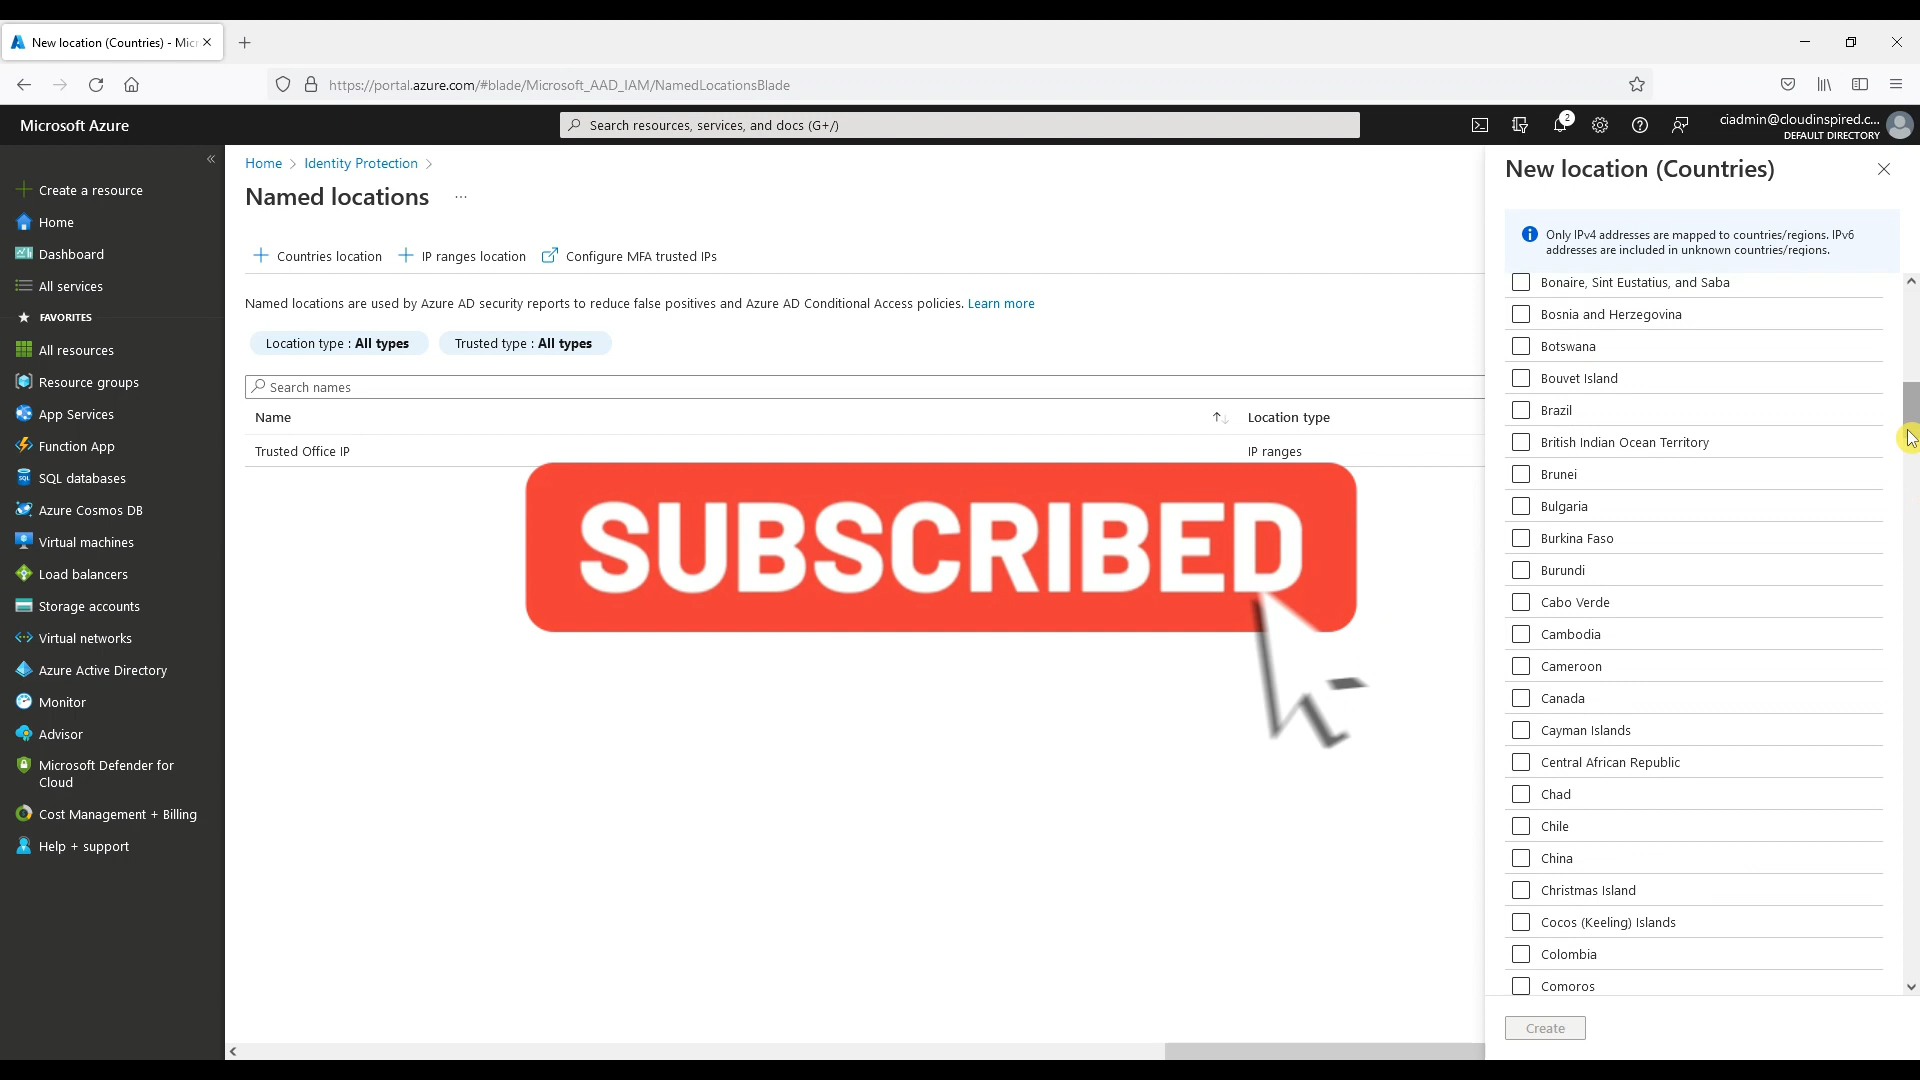 New location (Countries) - Micr
https://portal.azure.com/#blade/Microsoft_AAD_IAM/NamedLocationsBlade
Microsoft Azure
Search resources, services, and docs (G+/)
2
ciadmin@cloudinspired.c...
DEFAULT DIRECTORY
Create a resource
Home
Dashboard
All services
FAVORITES
All resources
Resource groups
App Services
Function App
SQL databases
Azure Cosmos DB
Virtual machines
Load balancers
Storage accounts
Virtual networks
Azure Active Directory
Monitor
Advisor
Microsoft Defender for
Cloud
Cost Management + Billing
Help + support
Home > Identity Protection >
Named locations ...
Countries location
IP ranges location
Configure MFA trusted IPs
Named locations are used by Azure AD security reports to reduce false positives and Azure AD Conditional Access policies. Learn more
Location type : All types
Trusted type : All types
Search names
Name
Location type
Trusted Office IP
IP ranges
SUBSCRIBED
New location (Countries)
Only IPv4 addresses are mapped to countries/regions. IPv6
addresses are included in unknown countries/regions.
Bonaire, Sint Eustatius, and Saba
Bosnia and Herzegovina
Botswana
Bouvet Island
Brazil
British Indian Ocean Territory
Brunei
Bulgaria
Burkina Faso
Burundi
Cabo Verde
Cambodia
Cameroon
Canada
Cayman Islands
Central African Republic
Chad
Chile
China
Christmas Island
Cocos (Keeling) Islands
Colombia
Comoros
Create